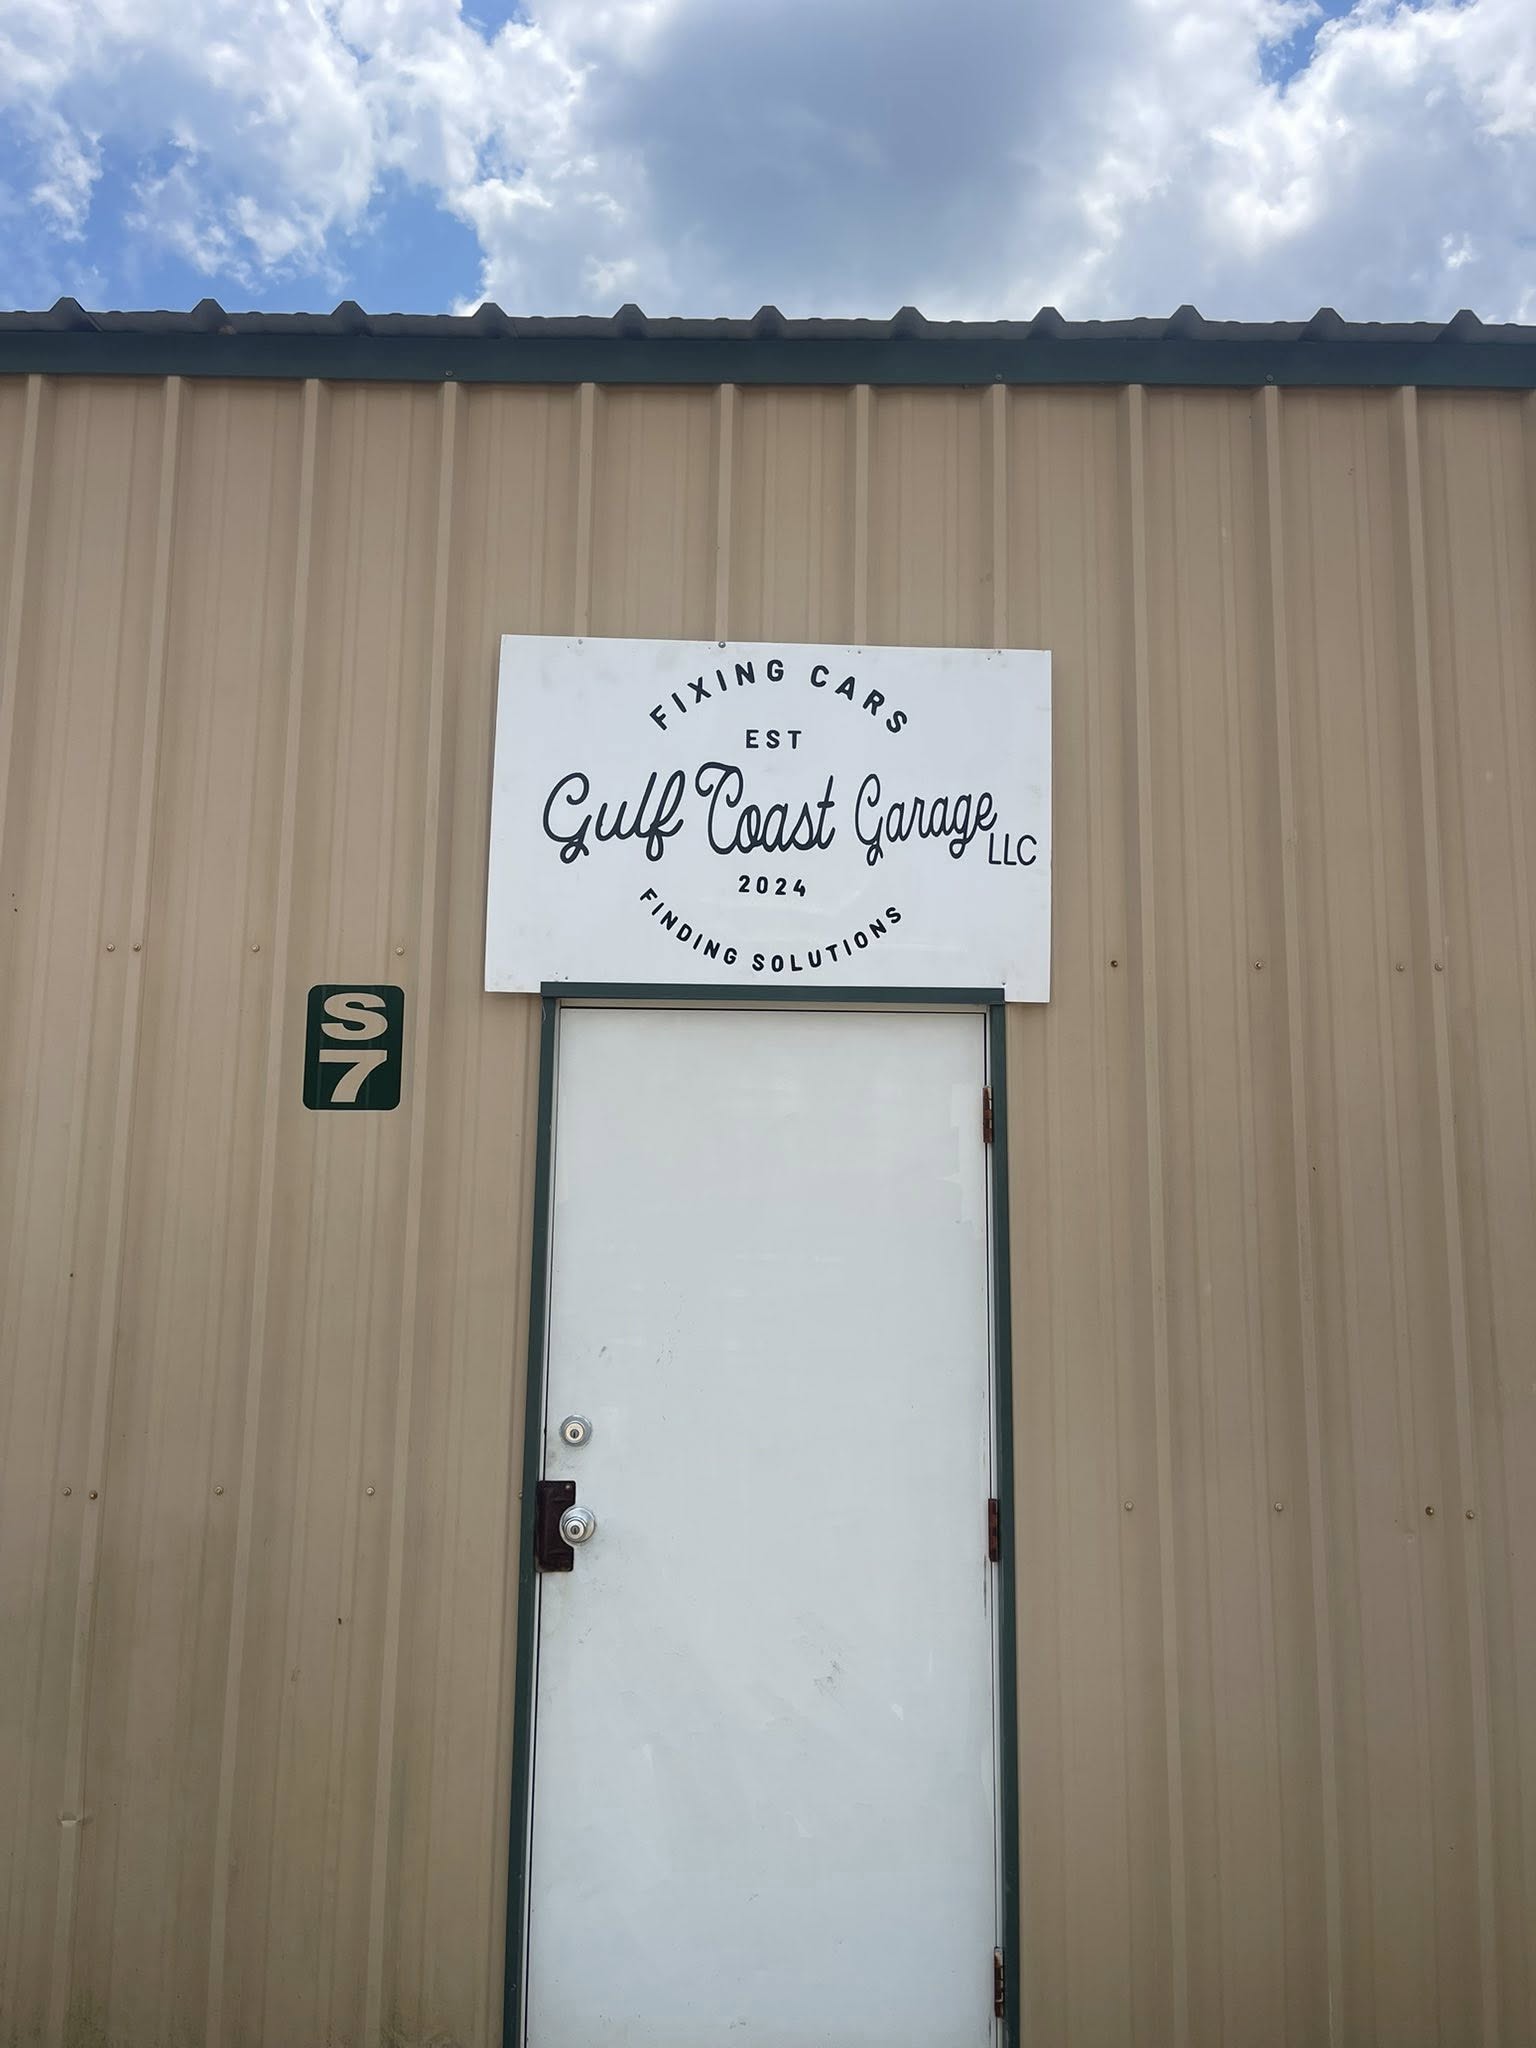 FIXING CARS
EST
Gulf Coast Garage LLC
2024
FINDING SOLUTIONS
S
7